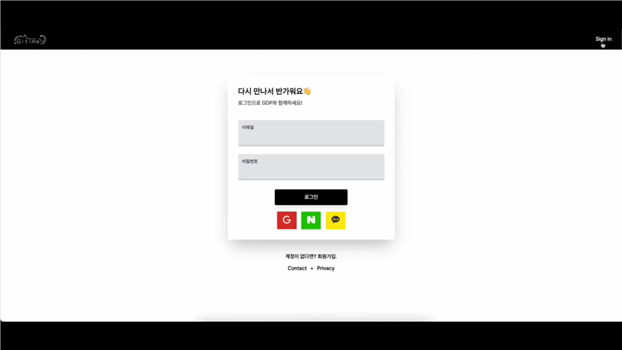 Gitime
Sign in
다시 만나서 반가워요👋
로그인으로 GDP와 함께하세요!
이메일
비밀번호
로그인
G N
계정이 없다면? 회원가입.
Contact • Privacy